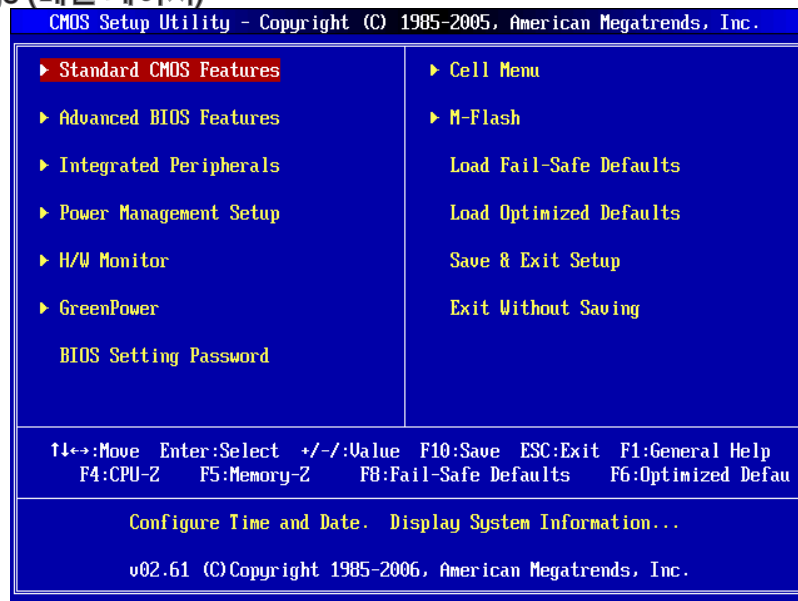 CMOS Setup Utility - Copyright (C) 1985-2005, American Megatrends, Inc.
Standard CMOS Features
Advanced BIOS Features
Integrated Peripherals
Power Management Setup
H/W Monitor
GreenPower
BIOS Setting Password
Cell Menu
M-Flash
Load Fail-Safe Defaults
Load Optimized Defaults
Save & Exit Setup
Exit Without Saving
↑↓←→:Move Enter:Select +/-/:Value F10:Save ESC:Exit F1:General Help
F4:CPU-Z F5:Memory-Z F8:Fail-Safe Defaults F6:Optimized Defau
Configure Time and Date. Display System Information...
v02.61 (C)Copyright 1985-2006, American Megatrends, Inc.